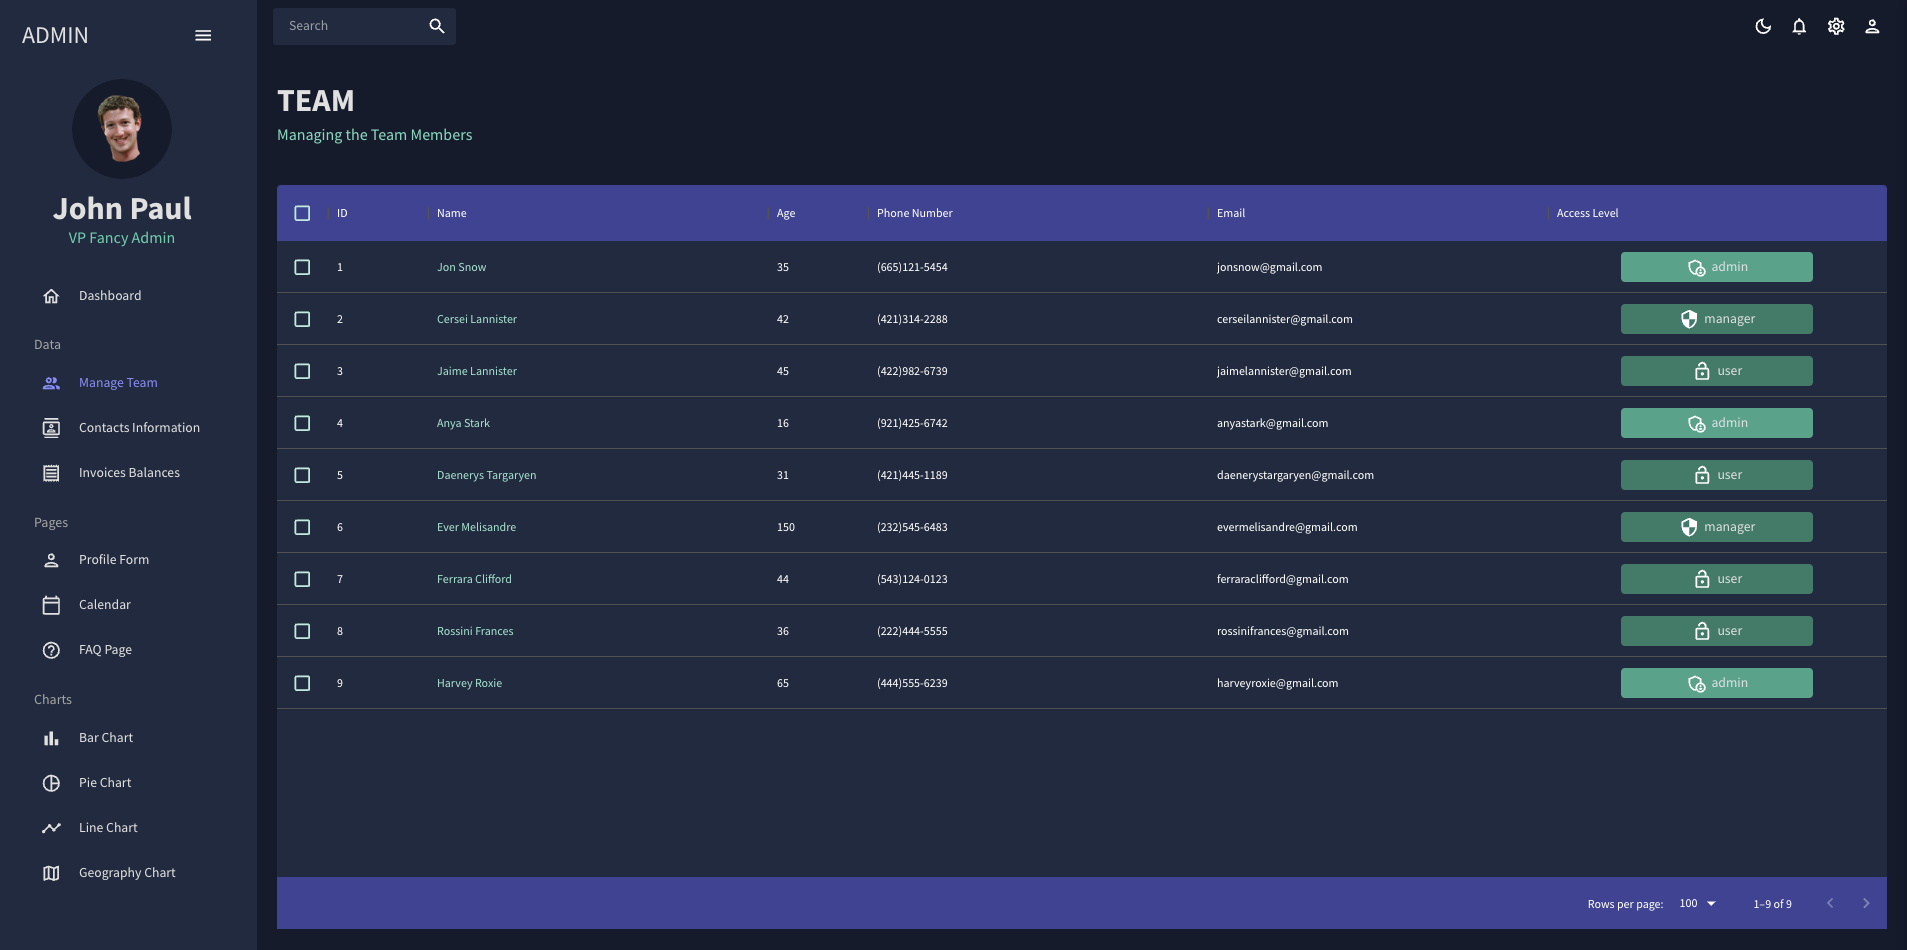 ADMIN
John Paul
VP Fancy Admin
Dashboard
Data
Manage Team
Contacts Information
Invoices Balances
Pages
Profile Form
Calendar
FAQ Page
Charts
Bar Chart
Pie Chart
Line Chart
Geography Chart
Search
TEAM
Managing the Team Members
ID Name Age Phone Number Email Access Level
1 Jon Snow 35 (665)121-5454 jonsnow@gmail.com admin
2 Cersei Lannister 42 (421)314-2288 cerseilannister@gmail.com manager
3 Jaime Lannister 45 (422)982-6739 jaimelannister@gmail.com user
4 Anya Stark 16 (921)425-6742 anyastark@gmail.com admin
5 Daenerys Targaryen 31 (421)445-1189 daenerystargaryen@gmail.com user
6 Ever Melisandre 150 (232)545-6483 evermelisandre@gmail.com manager
7 Ferrara Clifford 44 (543)124-0123 ferraraclifford@gmail.com user
8 Rossini Frances 36 (222)444-5555 rossinifrances@gmail.com user
9 Harvey Roxie 65 (444)555-6239 harveyroxie@gmail.com admin
Rows per page: 100 1–9 of 9